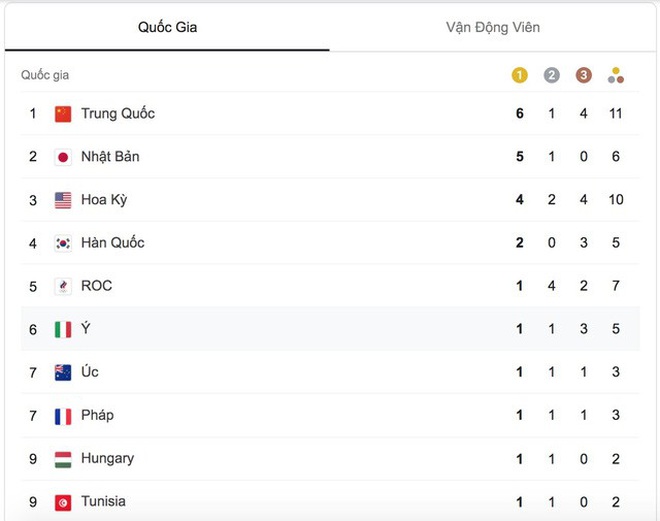 Quốc Gia Vận Động Viên
Quốc gia 1 2 3
1 Trung Quốc 6 1 4 11
2 Nhật Bản 5 1 0 6
3 Hoa Kỳ 4 2 4 10
4 Hàn Quốc 2 0 3 5
5 ROC 1 4 2 7
6 Ý 1 1 3 5
7 Úc 1 1 1 3
7 Pháp 1 1 1 3
9 Hungary 1 1 0 2
9 Tunisia 1 1 0 2